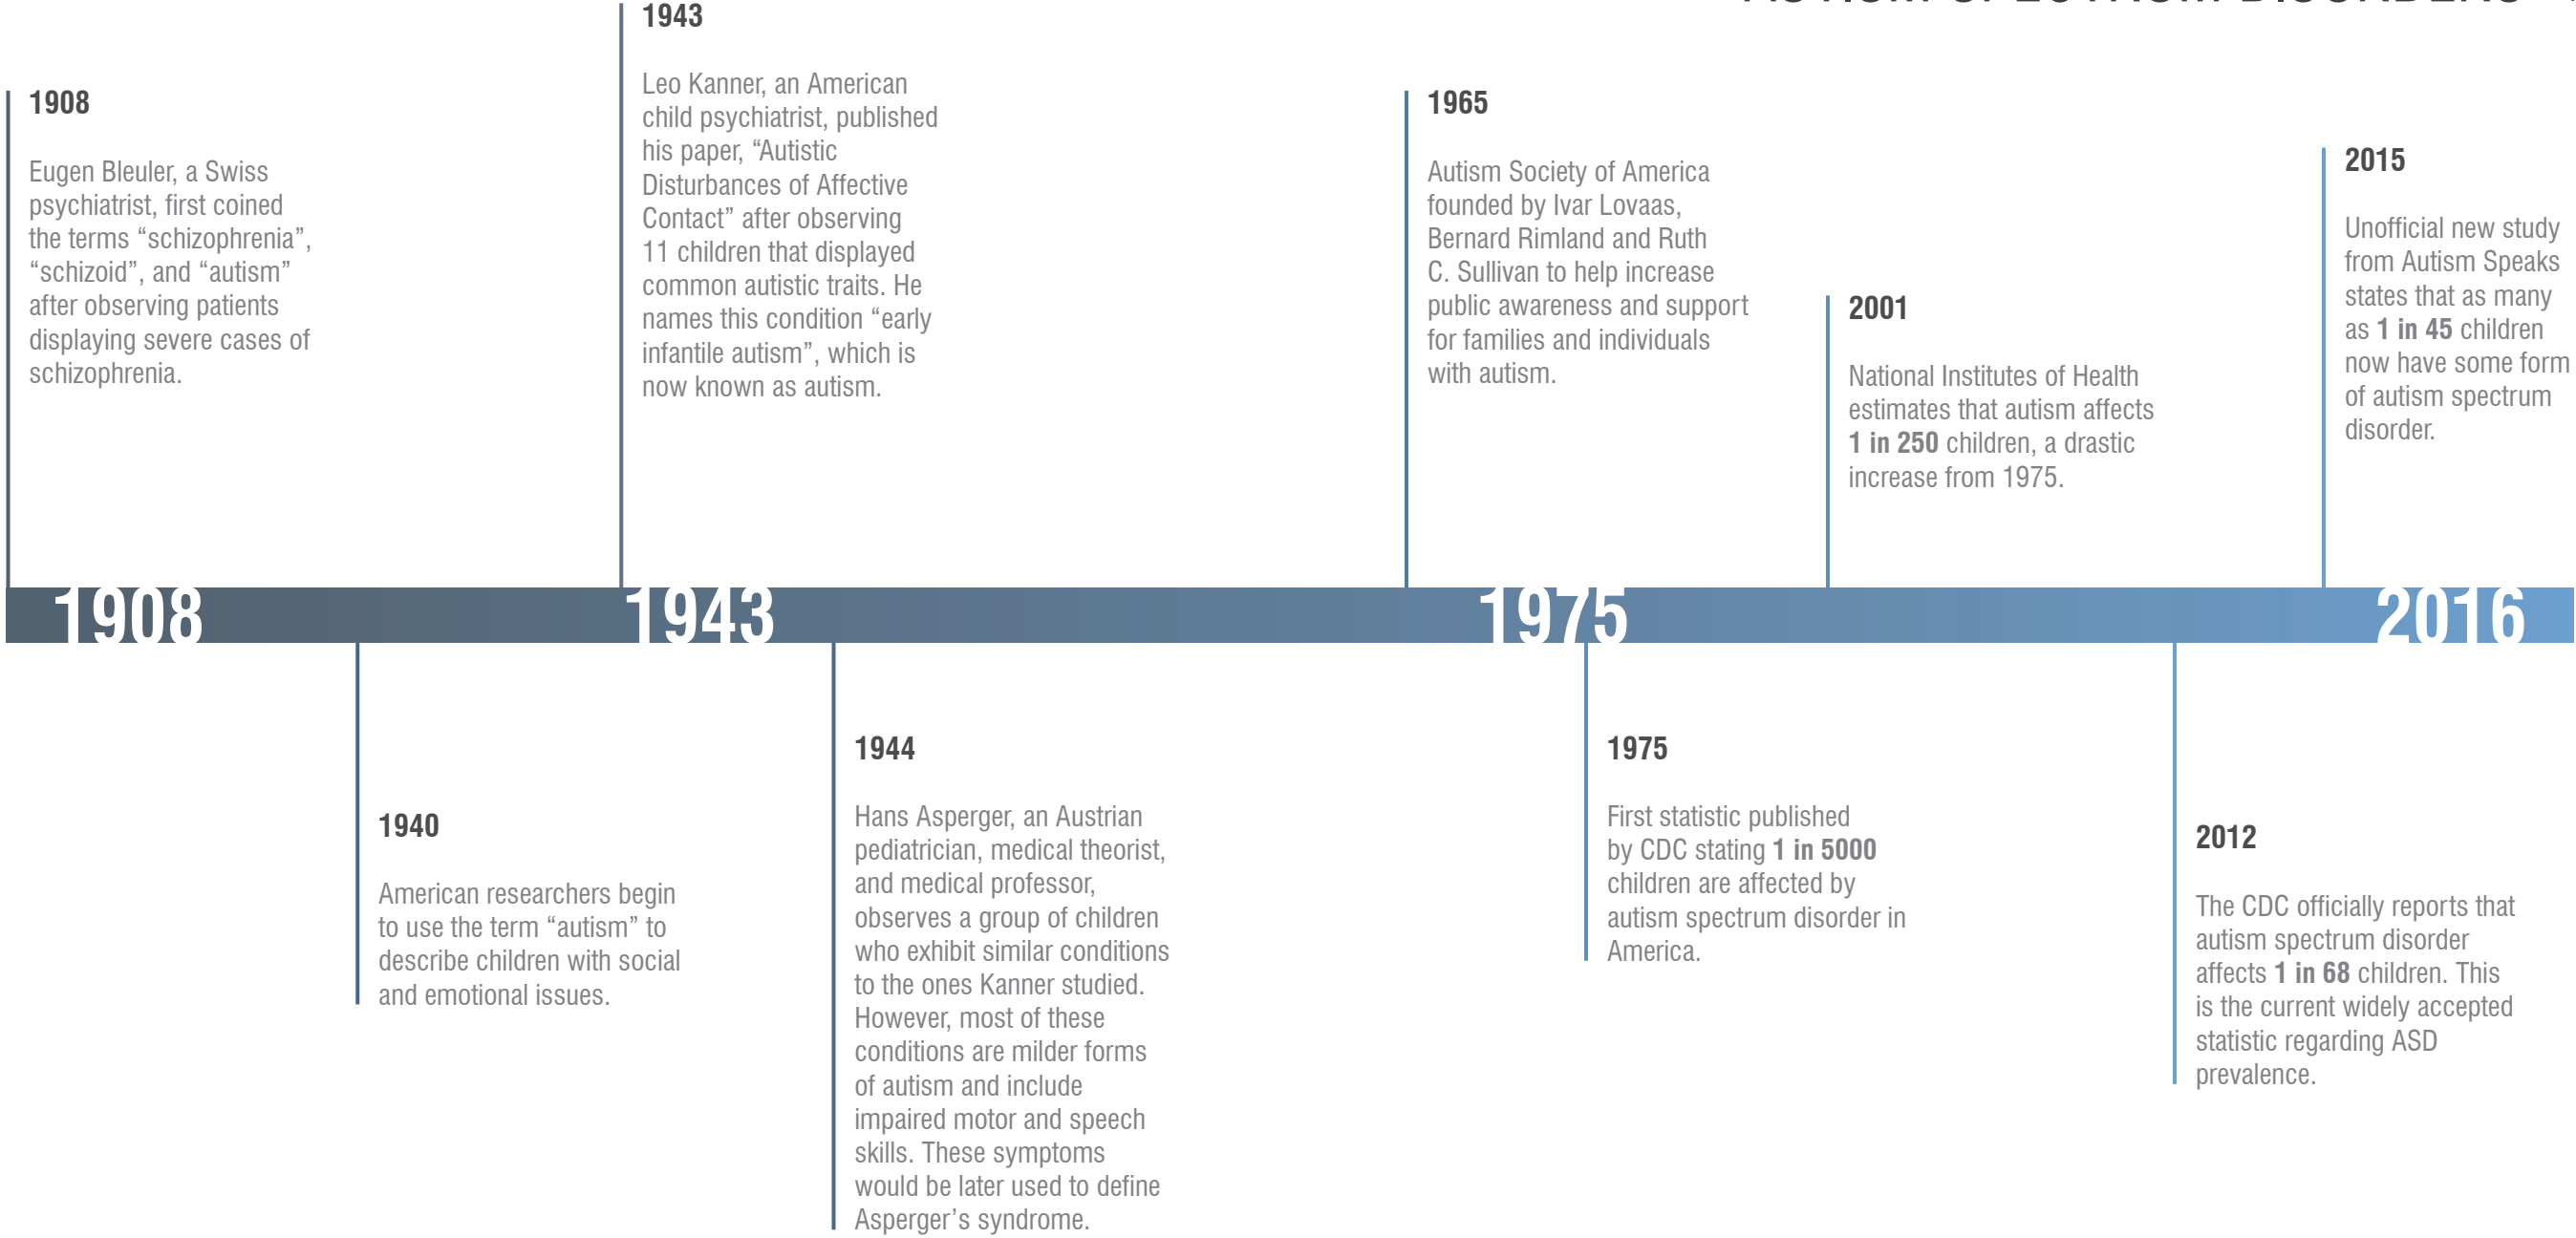 AUTISM SPECTRUM DISORDERS
1943
Leo Kanner, an American
child psychiatrist, published
his paper, “Autistic
Disturbances of Affective
Contact” after observing
11 children that displayed
common autistic traits. He
names this condition “early
infantile autism”, which is
now known as autism.
1908
Eugen Bleuler, a Swiss
psychiatrist, first coined
the terms “schizophrenia”,
“schizoid”, and “autism”
after observing patients
displaying severe cases of
schizophrenia.
1965
Autism Society of America
founded by Ivar Lovaas,
Bernard Rimland and Ruth
C. Sullivan to help increase
public awareness and support
for families and individuals
with autism.
2001
National Institutes of Health
estimates that autism affects
1 in 250 children, a drastic
increase from 1975.
2015
Unofficial new study
from Autism Speaks
states that as many
as 1 in 45 children
now have some form
of autism spectrum
disorder.
1908
1943
1975
2016
1940
American researchers begin
to use the term “autism” to
describe children with social
and emotional issues.
1944
Hans Asperger, an Austrian
pediatrician, medical theorist,
and medical professor,
observes a group of children
who exhibit similar conditions
to the ones Kanner studied.
However, most of these
conditions are milder forms
of autism and include
impaired motor and speech
skills. These symptoms
would be later used to define
Asperger’s syndrome.
1975
First statistic published
by CDC stating 1 in 5000
children are affected by
autism spectrum disorder in
America.
2012
The CDC officially reports that
autism spectrum disorder
affects 1 in 68 children. This
is the current widely accepted
statistic regarding ASD
prevalence.